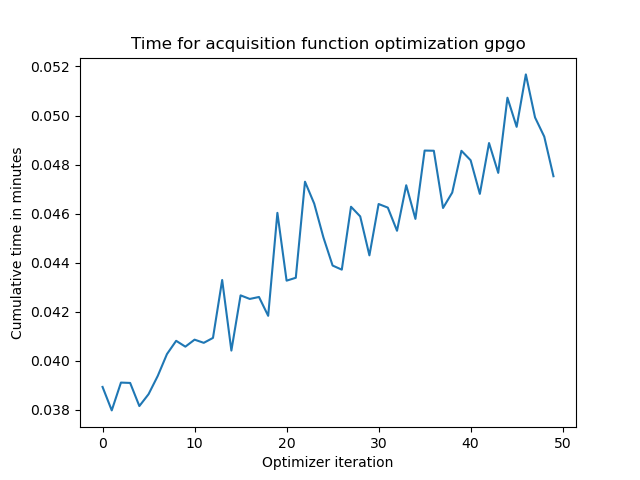 Time for acquisition function optimization gpgo
Cumulative time in minutes
0.052
0.050
0.048
0.046
0.044
0.042
0.040
0.038
0 10 20 30 40 50
Optimizer iteration